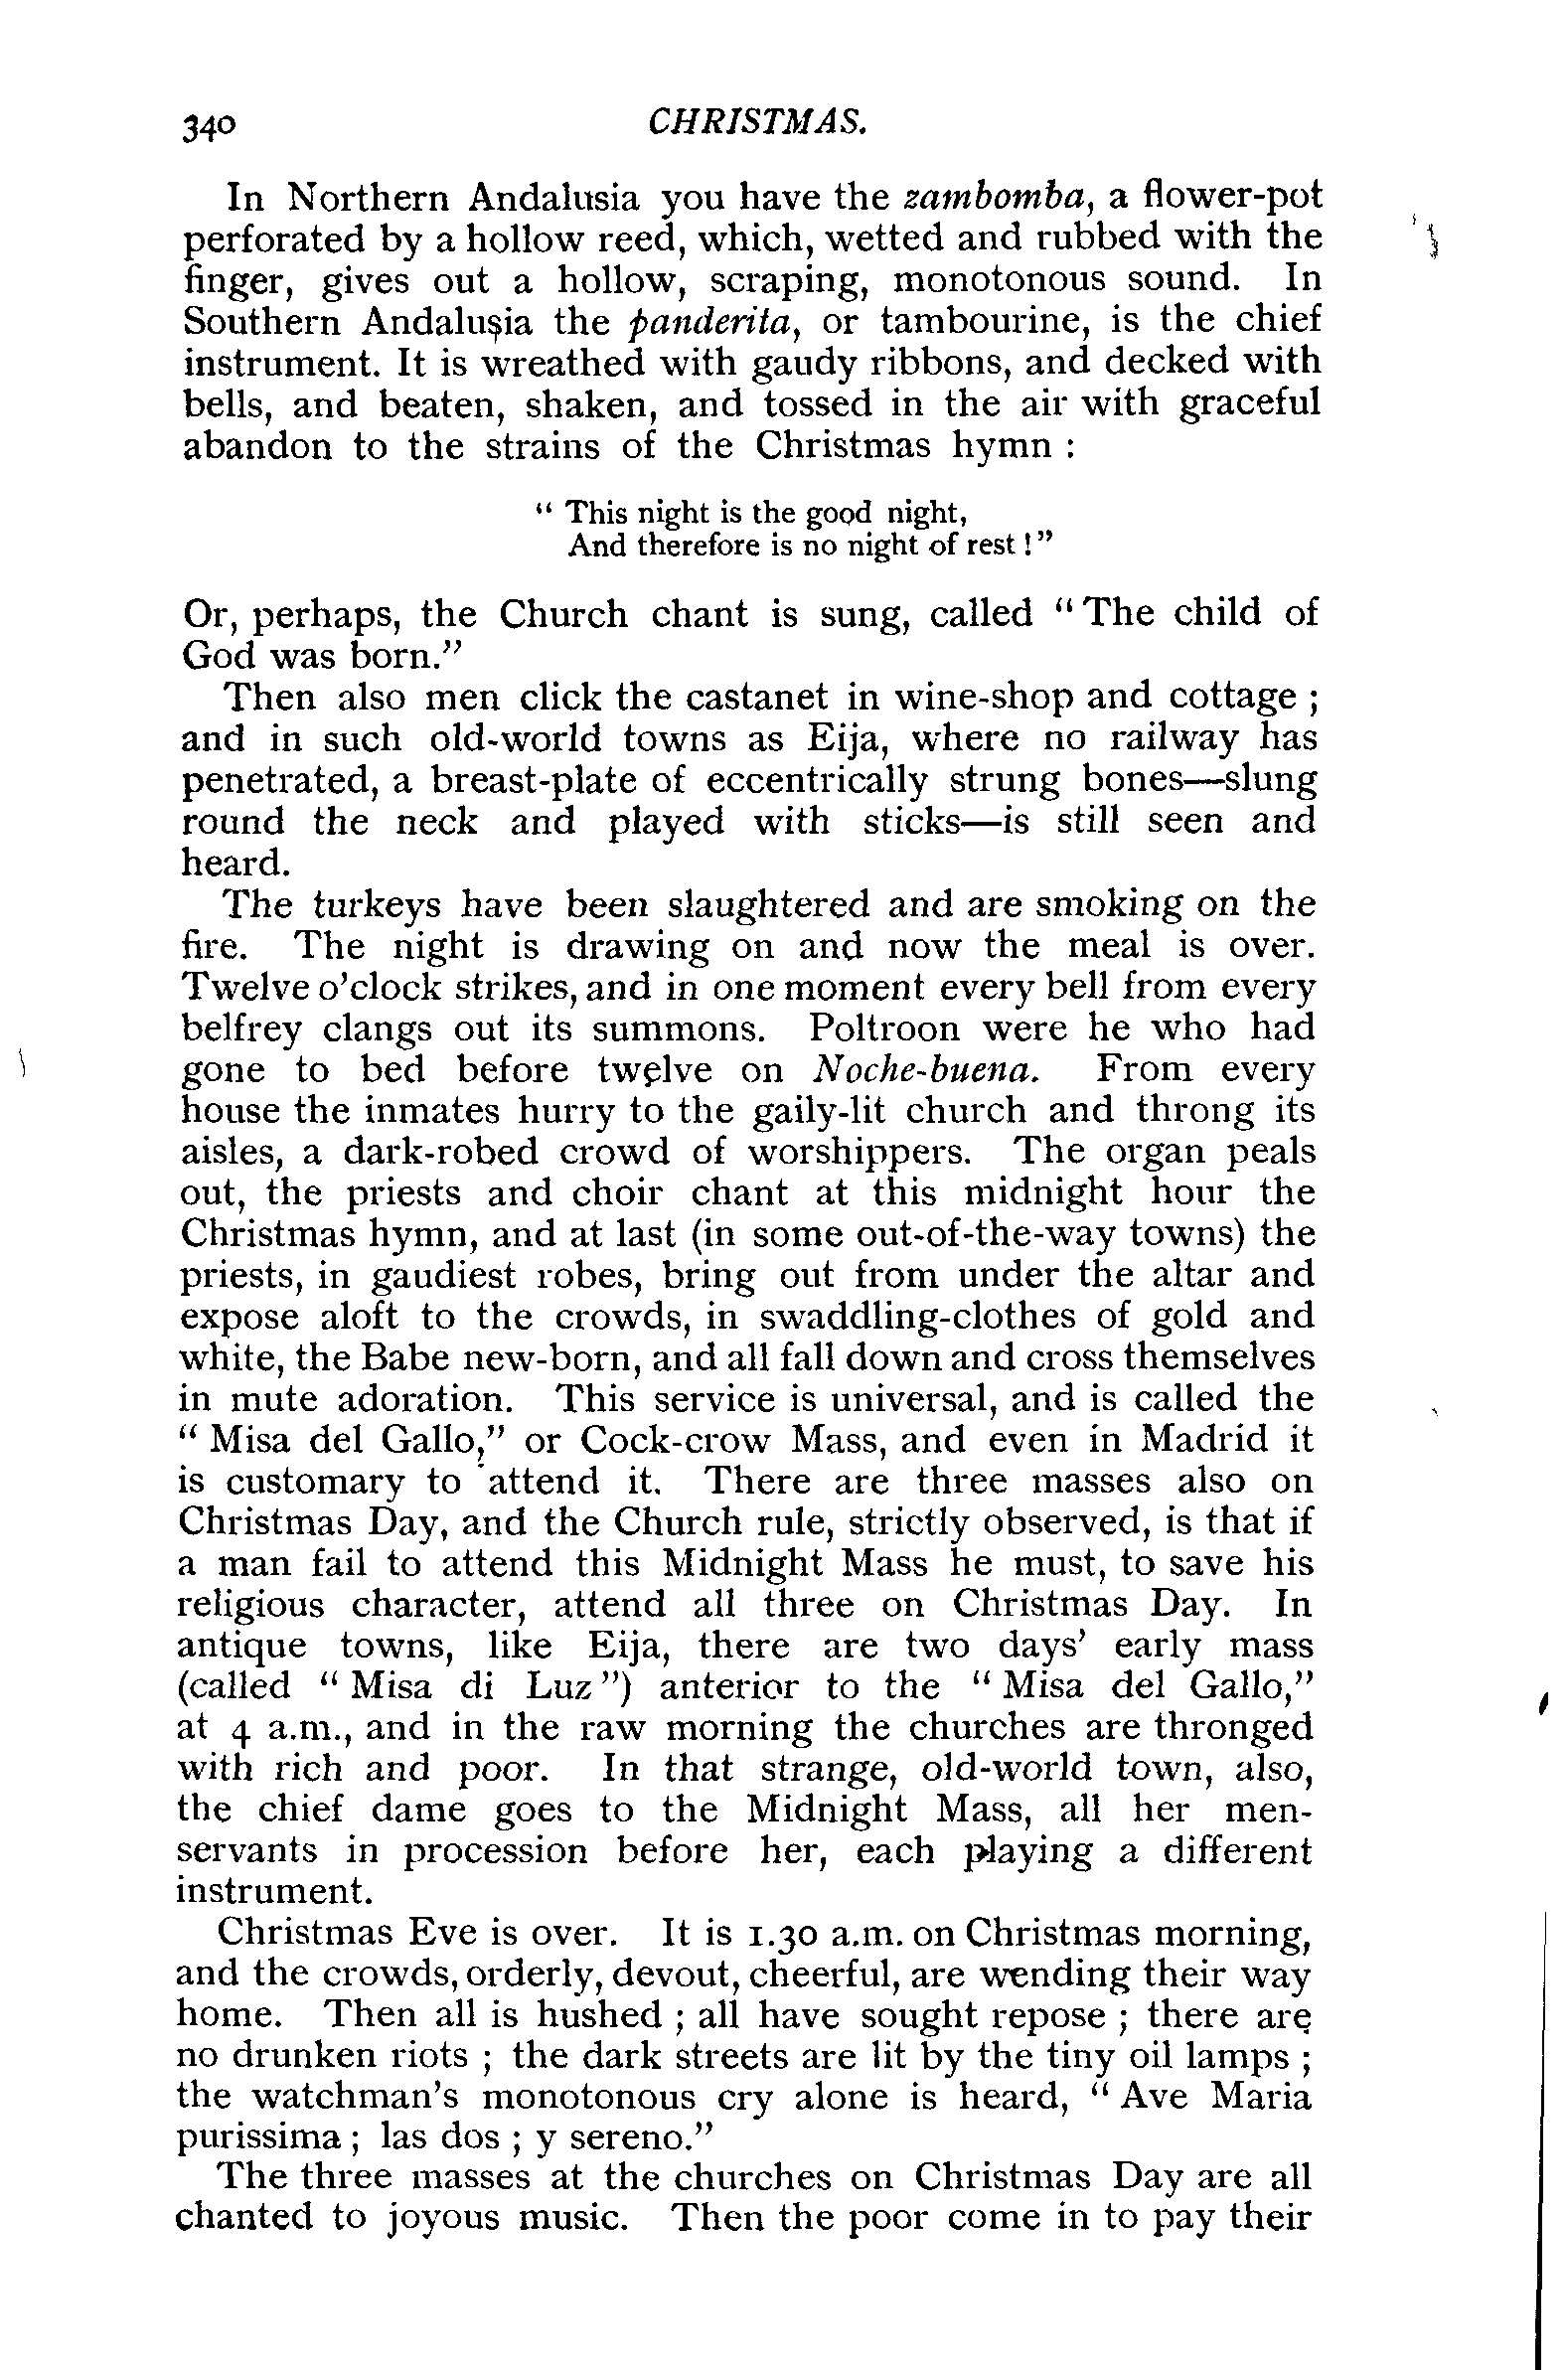 340 CHRISTMAS.
In Northern Andalusia you have the zambomba, a flower-pot
perforated by a hollow reed, which, wetted and rubbed with the
finger, gives out a hollow, scraping, monotonous sound. In
Southern Andalusia the panderita, or tambourine, is the chief
instrument. It is wreathed with gaudy ribbons, and decked with
bells, and beaten, shaken, and tossed in the air with graceful
abandon to the strains of the Christmas hymn :
“ This night is the good night,
And therefore is no night of rest ! ”
Or, perhaps, the Church chant is sung, called “ The child of
God was born.”
Then also men click the castanet in wine-shop and cottage ;
and in such old-world towns as Eija, where no railway has
penetrated, a breast-plate of eccentrically strung bones—slung
round the neck and played with sticks—is still seen and
heard.
The turkeys have been slaughtered and are smoking on the
fire. The night is drawing on and now the meal is over.
Twelve o’clock strikes, and in one moment every bell from every
belfrey clangs out its summons. Poltroon were he who had
gone to bed before twelve on Noche-buena. From every
house the inmates hurry to the gaily-lit church and throng its
aisles, a dark-robed crowd of worshippers. The organ peals
out, the priests and choir chant at this midnight hour the
Christmas hymn, and at last (in some out-of-the-way towns) the
priests, in gaudiest robes, bring out from under the altar and
expose aloft to the crowds, in swaddling-clothes of gold and
white, the Babe new-born, and all fall down and cross themselves
in mute adoration. This service is universal, and is called the
“ Misa del Gallo,” or Cock-crow Mass, and even in Madrid it
is customary to attend it. There are three masses also on
Christmas Day, and the Church rule, strictly observed, is that if
a man fail to attend this Midnight Mass he must, to save his
religious character, attend all three on Christmas Day. In
antique towns, like Eija, there are two days’ early mass
(called “ Misa di Luz ”) anterior to the “ Misa del Gallo,”
at 4 a.m., and in the raw morning the churches are thronged
with rich and poor. In that strange, old-world town, also,
the chief dame goes to the Midnight Mass, all her men-
servants in procession before her, each playing a different
instrument.
Christmas Eve is over. It is 1.30 a.m. on Christmas morning,
and the crowds, orderly, devout, cheerful, are wending their way
home. Then all is hushed ; all have sought repose ; there are
no drunken riots ; the dark streets are lit by the tiny oil lamps ;
the watchman’s monotonous cry alone is heard, “ Ave Maria
purissima ; las dos ; y sereno.”
The three masses at the churches on Christmas Day are all
chanted to joyous music. Then the poor come in to pay their